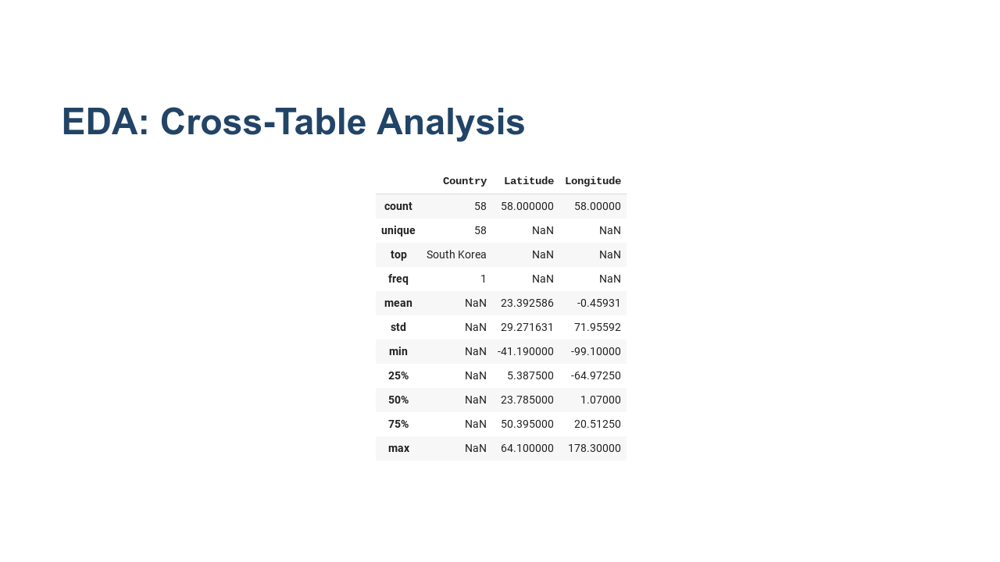 EDA: Cross-Table Analysis
Country Latitude Longitude
count 58 58.000000 58.00000
unique 58 NaN NaN
top South Korea NaN NaN
freq 1 NaN NaN
mean NaN 23.392586 -0.45931
std NaN 29.271631 71.95592
min NaN -41.190000 -99.10000
25% NaN 5.387500 -64.97250
50% NaN 23.785000 1.07000
75% NaN 50.395000 20.51250
max NaN 64.100000 178.30000